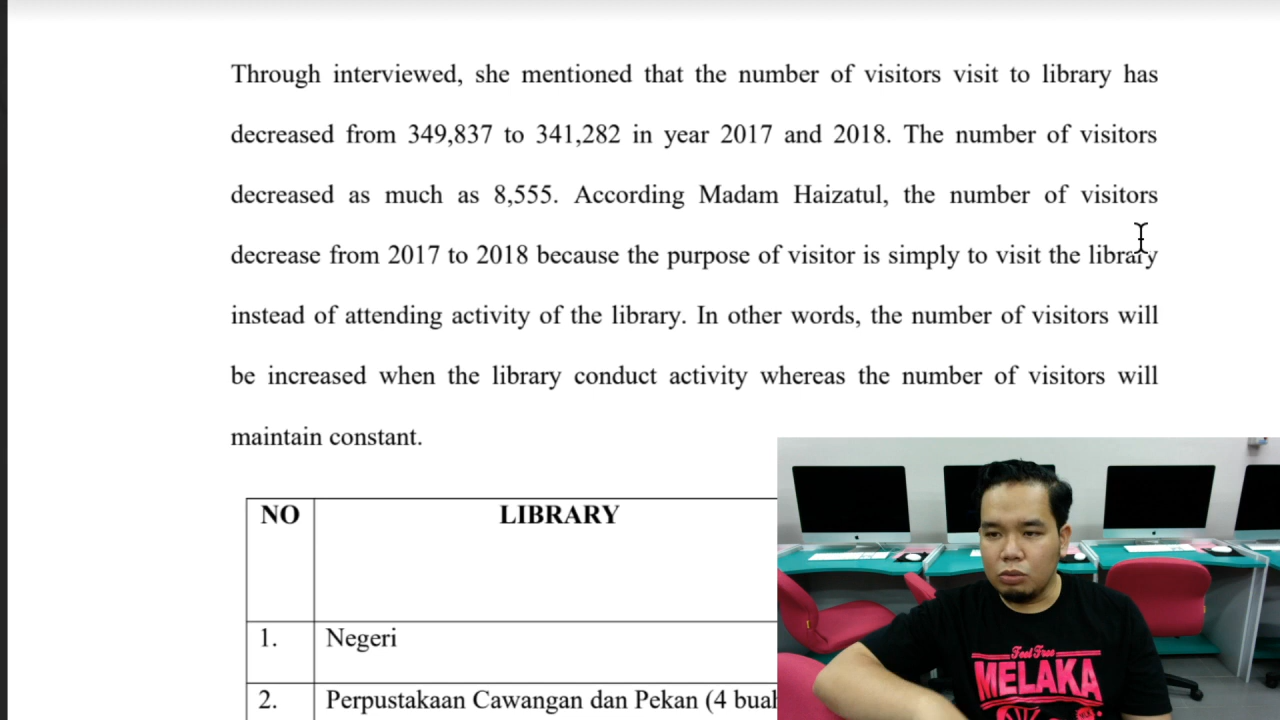 Through interviewed, she mentioned that the number of visitors visit to library has
decreased from 349,837 to 341,282 in year 2017 and 2018. The number of visitors
decreased as much as 8,555. According Madam Haizatul, the number of visitors
decrease from 2017 to 2018 because the purpose of visitor is simply to visit the library
instead of attending activity of the library. In other words, the number of visitors will
be increased when the library conduct activity whereas the number of visitors will
maintain constant.
NO LIBRARY
1. Negeri
2. Perpustakaan Cawangan dan Pekan (4 buah
Feel Free
MELAKA